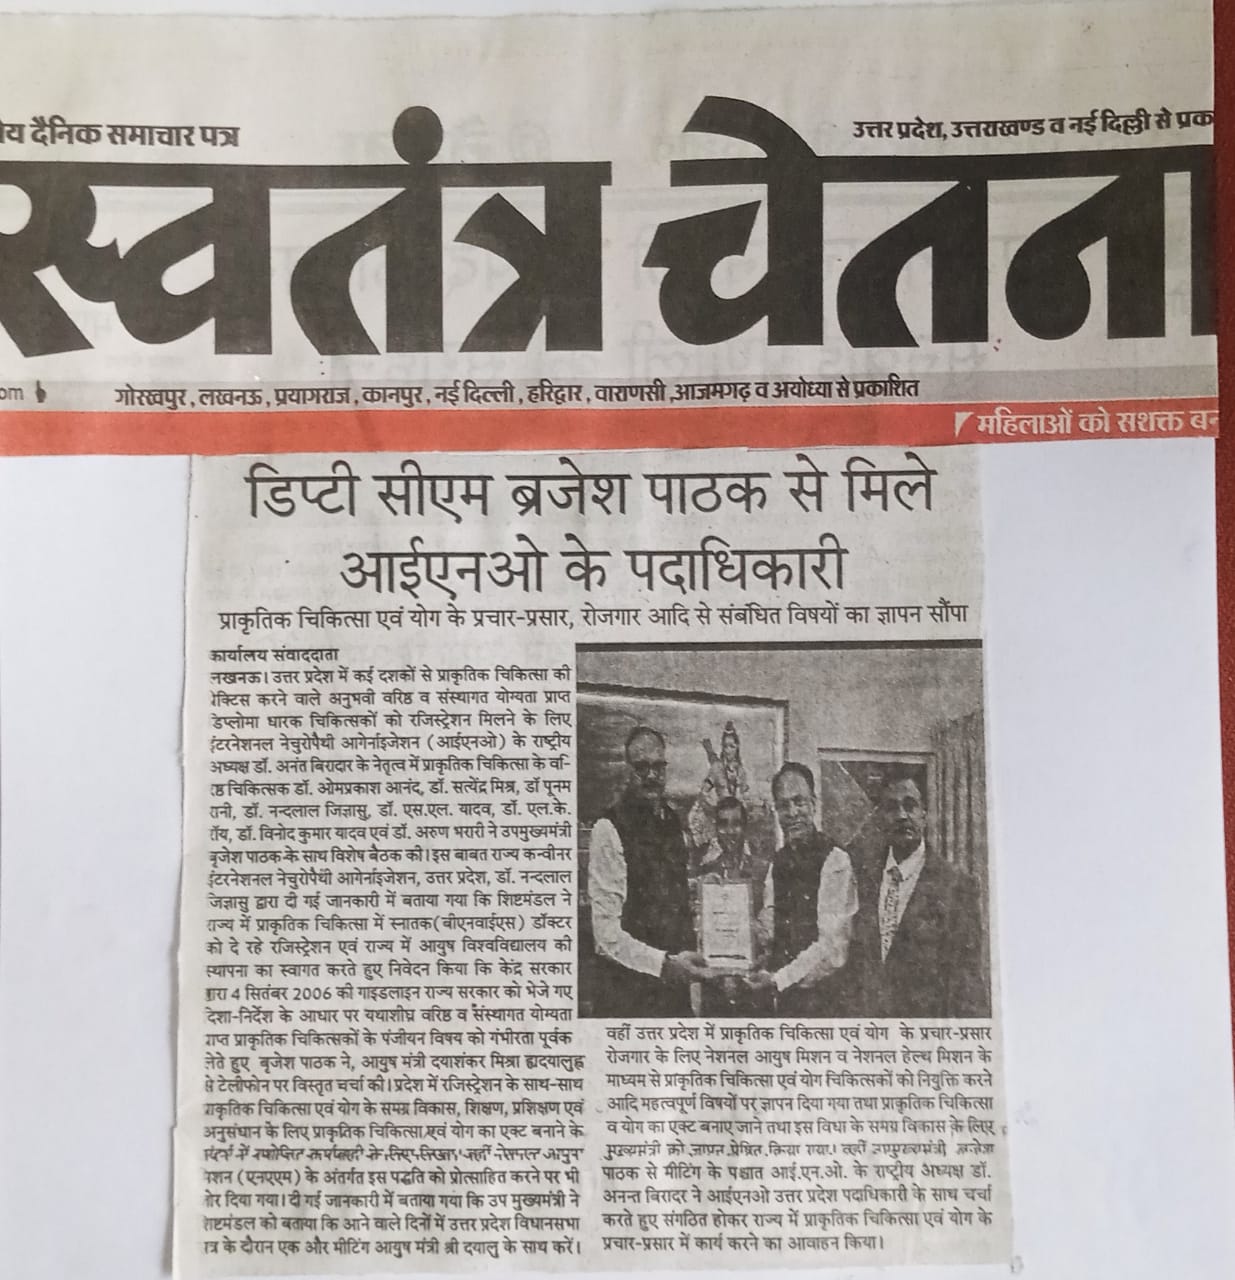 य दैनिक समाचार पत्र
उत्तर प्रदेश, उत्तराखण्ड व नई दिल्ली से प्रक
स्वतंत्र चेतना
om
गोरखपुर, लखनऊ, प्रयागराज, कानपुर, नई दिल्ली, हरिद्वार, वाराणसी, आजमगढ़ व अयोध्या से प्रकाशित
महिलाओं को सशक्त बन
डिप्टी सीएम ब्रजेश पाठक से मिले
आईएनओ के पदाधिकारी
प्राकृतिक चिकित्सा एवं योग के प्रचार-प्रसार, रोजगार आदि से संबंधित विषयों का ज्ञापन सौंपा
कार्यालय संवाददाता
लखनऊ। उत्तर प्रदेश में कई दशकों से प्राकृतिक चिकित्सा की
क्टिस करने वाले अनुभवी वरिष्ठ व संस्थागत योग्यता प्राप्त
डिप्लोमा धारक चिकित्सकों को रजिस्ट्रेशन मिलने के लिए
इंटरनेशनल नेचुरोपैथी आगेर्नाइजेशन (आईएनओ) के राष्ट्रीय
अध्यक्ष डॉ. अनंत बिरादार के नेतृत्व में प्राकृतिक चिकित्सा के वरि-
ष्ठ चिकित्सक डॉ. ओमप्रकाश आनंद, डॉ. सत्येंद्र मिश्र, डॉ पूनम
रानी, डॉ. नन्दलाल जिज्ञासु, डॉ. एस.एल. यादव, डॉ. एल.के.
रॉय, डॉ. विनोद कुमार यादव एवं डॉ. अरुण भरारी ने उपमुख्यमंत्री
बृजेश पाठक के साथ विशेष बैठक की। इस बाबत राज्य कन्वीनर
इंटरनेशनल नेचुरोपैथी आगेर्नाइजेशन, उत्तर प्रदेश, डॉ. नन्दलाल
जिज्ञासु द्वारा दी गई जानकारी में बताया गया कि शिष्टमंडल ने
राज्य में प्राकृतिक चिकित्सा में स्नातक(बीएनवाईएस) डॉक्टर
को दे रहे रजिस्ट्रेशन एवं राज्य में आयुष विश्वविद्यालय की
स्थापना का स्वागत करते हुए निवेदन किया कि केंद्र सरकार
द्वारा 4 सितंबर 2006 की गाइडलाइन राज्य सरकार को भेजे गए
देशा-निर्देश के आधार पर यथाशीघ्र वरिष्ठ व संस्थागत योग्यता
प्राप्त प्राकृतिक चिकित्सकों के पंजीयन विषय को गंभीरता पूर्वक
लेते हुए बृजेश पाठक ने, आयुष मंत्री दयाशंकर मिश्रा ह्यदयालुह्ण
से टेलीफोन पर विस्तृत चर्चा की। प्रदेश में रजिस्ट्रेशन के साथ-साथ
प्राकृतिक चिकित्सा एवं योग के समग्र विकास, शिक्षण, प्रशिक्षण एवं
अनुसंधान के लिए प्राकृतिक चिकित्सा एवं योग का एक्ट बनाने के
के लिए
शन (एनएएम) के अंतर्गत इस पद्धति को प्रोत्साहित करने पर भी
जोर दिया गया। दी गई जानकारी में बताया गया कि उप मुख्यमंत्री ने
शिष्टमंडल को बताया कि आने वाले दिनों में उत्तर प्रदेश विधानसभा
त्र के दौरान एक और मीटिंग आयुष मंत्री श्री दयालु के साथ करें।
वहीं उत्तर प्रदेश में प्राकृतिक चिकित्सा एवं योग के प्रचार-प्रसार
रोजगार के लिए नेशनल आयुष मिशन व नेशनल हेल्थ मिशन के
माध्यम से प्राकृतिक चिकित्सा एवं योग चिकित्सकों को नियुक्ति करने
आदि महत्वपूर्ण विषयों पर ज्ञापन दिया गया तथा प्राकृतिक चिकित्सा
व योग का एक्ट बनाए जाने तथा इस विधा के समग्र विकास के लिए
मुख्यमंत्री को ज्ञापन प्रेषित किया गया। वहीं उपमुख्यमंत्री ब्रजेश
पाठक से मीटिंग के पश्चात आई.एन.ओ. के राष्ट्रीय अध्यक्ष डॉ.
अनन्त बिरादर ने आईएनओ उत्तर प्रदेश पदाधिकारी के साथ चर्चा
करते हुए संगठित होकर राज्य में प्राकृतिक चिकित्सा एवं योग के
प्रचार-प्रसार में कार्य करने का आवाहन किया।